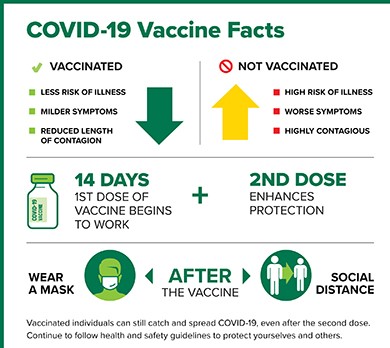 COVID-19 Vaccine Facts
VACCINATED
LESS RISK OF ILLNESS
MILDER SYMPTOMS
REDUCED LENGTH
OF CONTAGION
NOT VACCINATED
HIGH RISK OF ILLNESS
WORSE SYMPTOMS
HIGHLY CONTAGIOUS
COVID-19
VACCINE
14 DAYS
1ST DOSE OF
VACCINE BEGINS
TO WORK
+
2ND DOSE
ENHANCES
PROTECTION
WEAR
A MASK
AFTER
THE VACCINE
SOCIAL
DISTANCE
Vaccinated individuals can still catch and spread COVID-19, even after the second dose.
Continue to follow health and safety guidelines to protect yourselves and others.